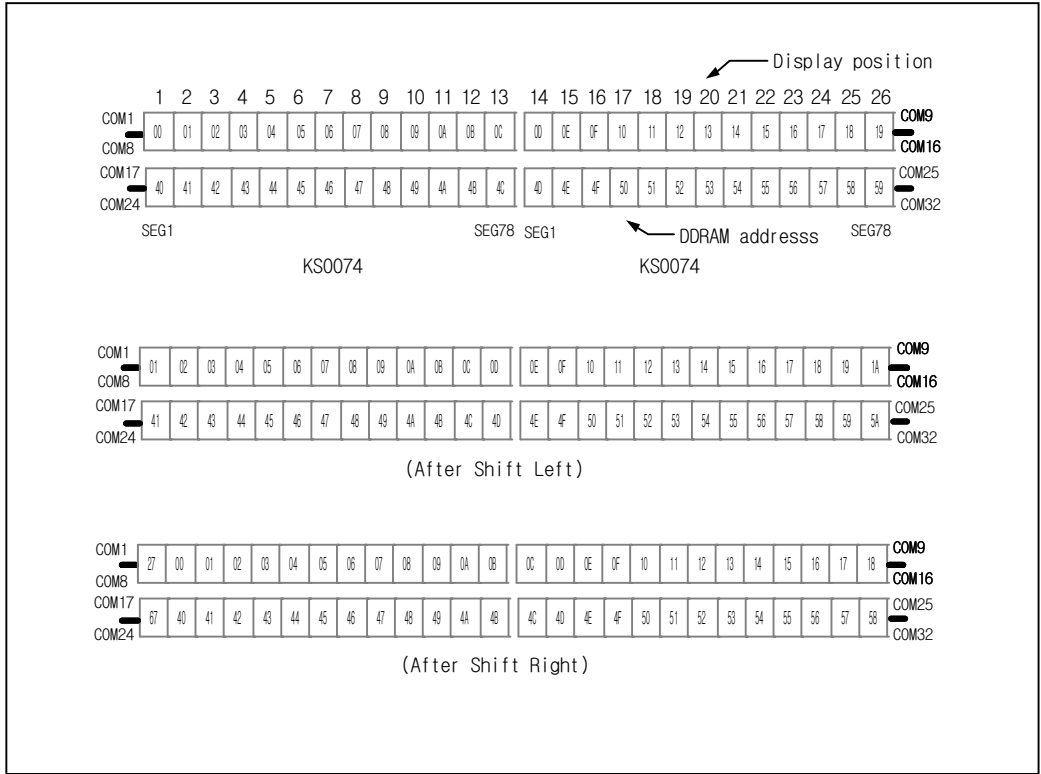 Display position
1 2 3 4 5 6 7 8 9 10 11 12 13 14 15 16 17 18 19 20 21 22 23 24 25 26
COM1 COM9
00 01 02 03 04 05 06 07 08 09 0A 0B 0C 0D 0E 0F 10 11 12 13 14 15 16 17 18 19
COM8 COM16
COM17 COM25
40 41 42 43 44 45 46 47 48 49 4A 4B 4C 4D 4E 4F 50 51 52 53 54 55 56 57 58 59
COM24 COM32
SEG1 SEG78 SEG1 DDRAM addresss SEG78
KS0074 KS0074
COM1 COM9
01 02 03 04 05 06 07 08 09 0A 0B 0C 0D 0E 0F 10 11 12 13 14 15 16 17 18 19 1A
COM8 COM16
COM17 COM25
41 42 43 44 45 46 47 48 49 4A 4B 4C 4D 4E 4F 50 51 52 53 54 55 56 57 58 59 5A
COM24 COM32
(After Shift Left)
COM1 COM9
27 00 01 02 03 04 05 06 07 08 09 0A 0B 0C 0D 0E 0F 10 11 12 13 14 15 16 17 18
COM8 COM16
COM17 COM25
67 40 41 42 43 44 45 46 47 48 49 4A 4B 4C 4D 4E 4F 50 51 52 53 54 55 56 57 58
COM24 COM32
(After Shift Right)